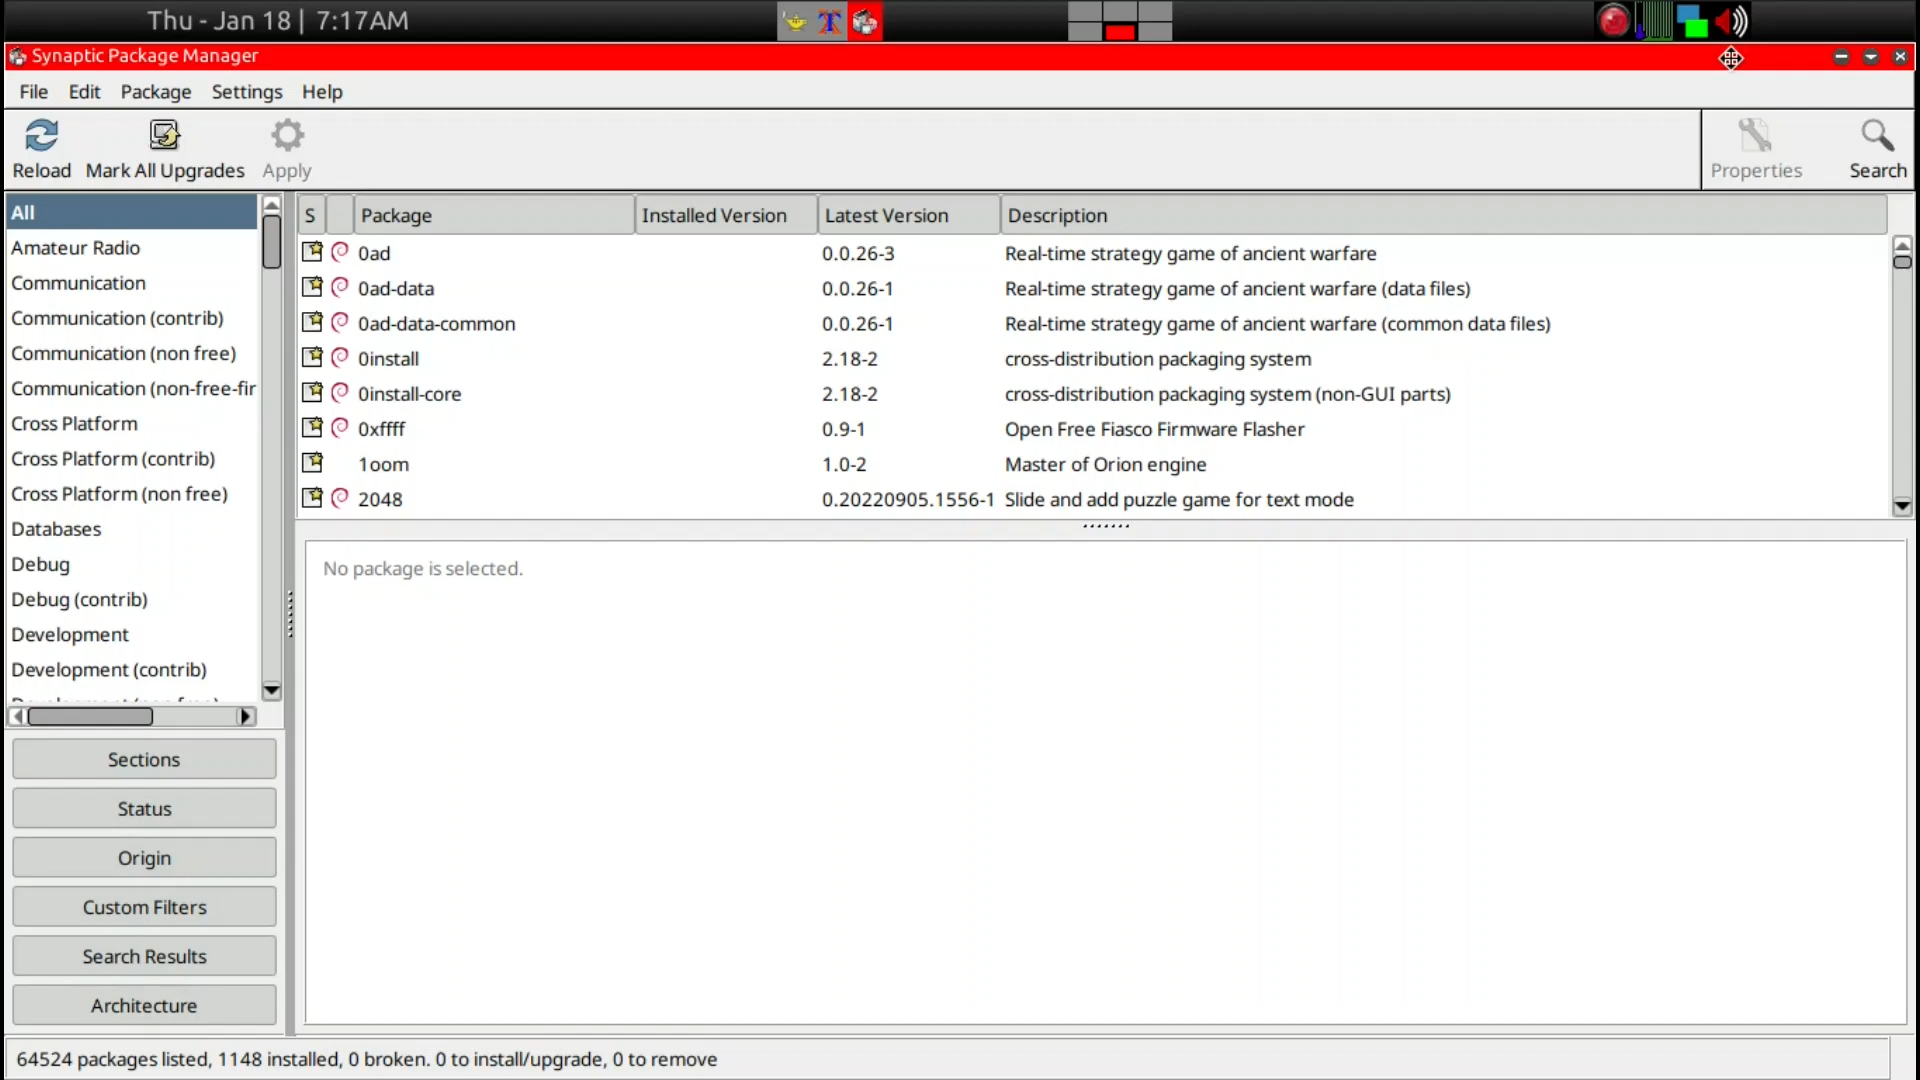 Thu - Jan 18 | 7:17AM
Synaptic Package Manager
File Edit Package Settings Help
Reload Mark All Upgrades Apply Properties Search
All
Amateur Radio
Communication
Communication (contrib)
Communication (non free)
Communication (non-free-fir
Cross Platform
Cross Platform (contrib)
Cross Platform (non free)
Databases
Debug
Debug (contrib)
Development
Development (contrib)
Sections
Status
Origin
Custom Filters
Search Results
Architecture
S Package Installed Version Latest Version Description
0ad 0.0.26-3 Real-time strategy game of ancient warfare
0ad-data 0.0.26-1 Real-time strategy game of ancient warfare (data files)
0ad-data-common 0.0.26-1 Real-time strategy game of ancient warfare (common data files)
0install 2.18-2 cross-distribution packaging system
0install-core 2.18-2 cross-distribution packaging system (non-GUI parts)
0xffff 0.9-1 Open Free Fiasco Firmware Flasher
1oom 1.0-2 Master of Orion engine
2048 0.20220905.1556-1 Slide and add puzzle game for text mode
No package is selected.
64524 packages listed, 1148 installed, 0 broken. 0 to install/upgrade, 0 to remove